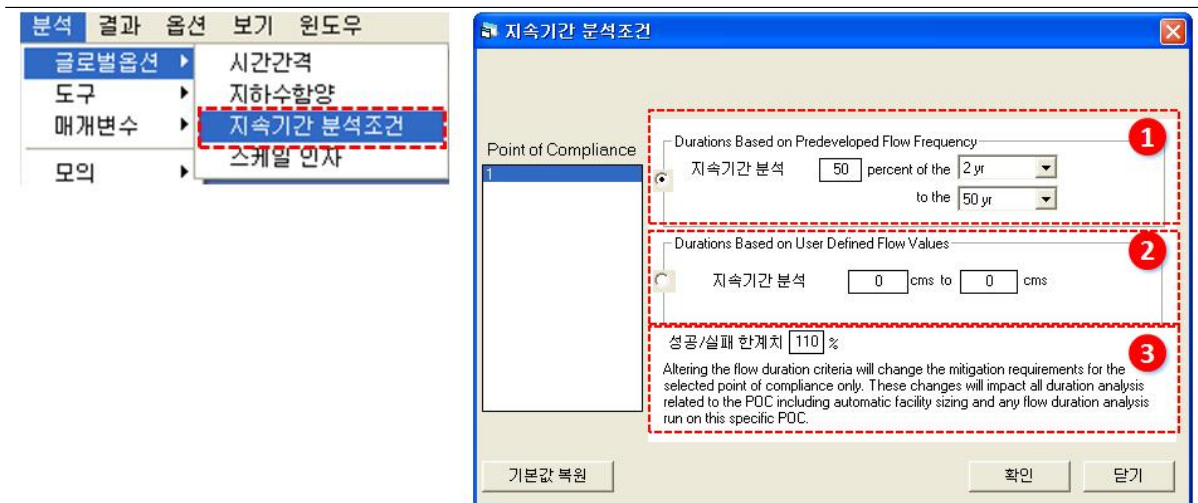 분석 결과 옵션 보기 윈도우
글로벌옵션
도구
매개변수
모의
시간간격
지하수함양
지속기간 분석조건
스케일 인자
지속기간 분석조건
Point of Compliance
1
1
Durations Based on Predeveloped Flow Frequency
지속기간 분석 50 percent of the 2 yr
to the 50 yr
2
Durations Based on User Defined Flow Values
지속기간 분석 0 cms to 0 cms
3
성공/실패 한계치 110 %
Altering the flow duration criteria will change the mitigation requirements for the
selected point of compliance only. These changes will impact all duration analysis
related to the POC including automatic facility sizing and any flow duration analysis
run on this specific POC.
기본값 복원
확인
닫기